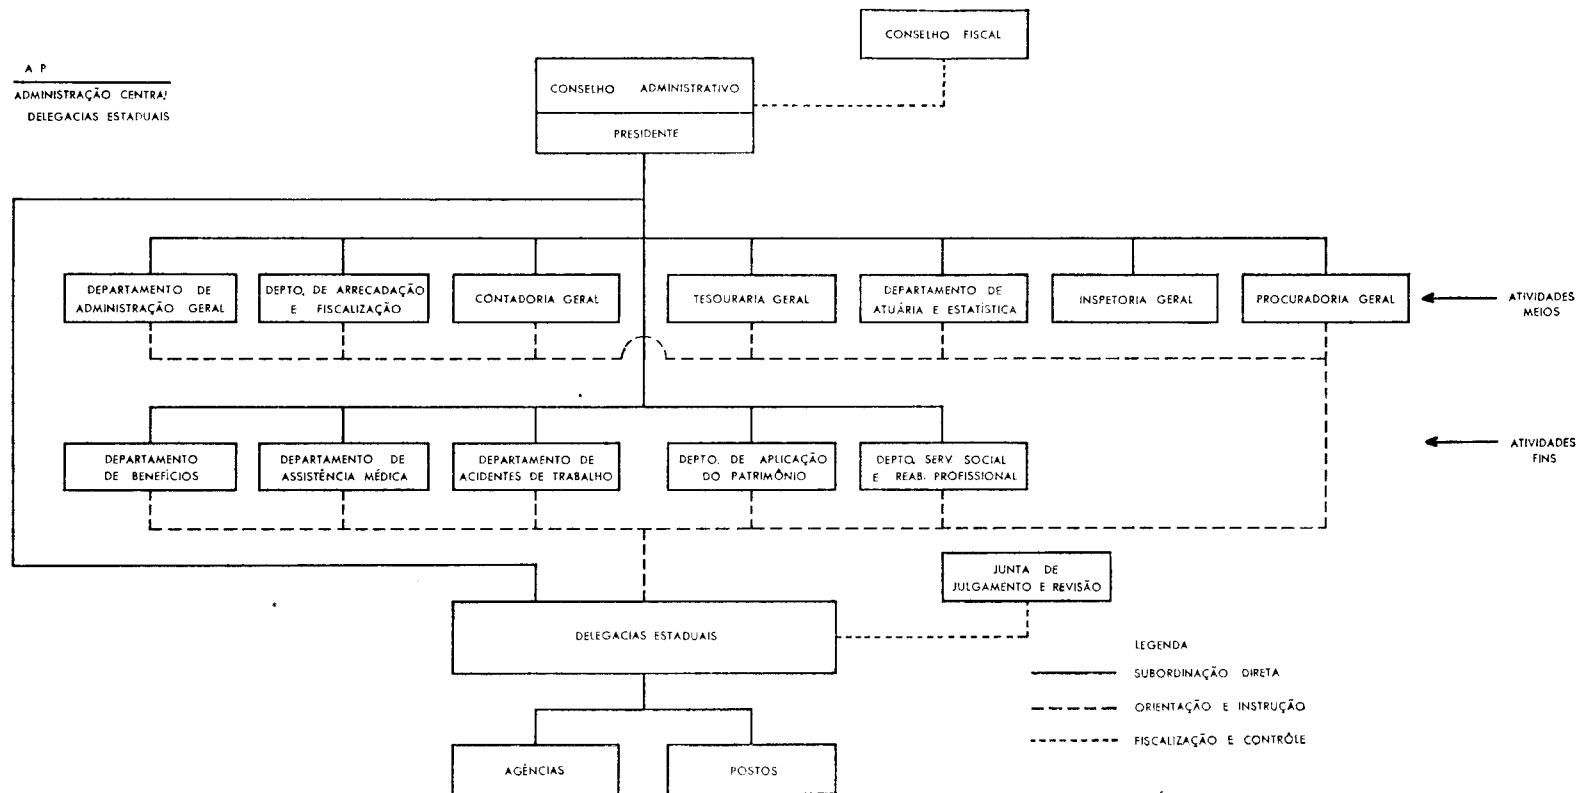 CONSELHO FISCAL
A P
ADMINISTRAÇÃO CENTRAL
DELEGACIAS ESTADUAIS
CONSELHO ADMINISTRATIVO
PRESIDENTE
DEPARTAMENTO DE
ADMINISTRAÇÃO GERAL
DEPTO. DE ARRECADAÇÃO
E FISCALIZAÇÃO
CONTADORIA GERAL
TESOURARIA GERAL
DEPARTAMENTO DE
ATUÁRIA E ESTATÍSTICA
INSPETORIA GERAL
PROCURADORIA GERAL
ATIVIDADES
MEIOS
DEPARTAMENTO
DE BENEFÍCIOS
DEPARTAMENTO DE
ASSISTÊNCIA MÉDICA
DEPARTAMENTO DE
ACIDENTES DE TRABALHO
DEPTO. DE APLICAÇÃO
DO PATRIMÔNIO
DEPTO. SERV SOCIAL
E REAB. PROFISSIONAL
ATIVIDADES
FINS
JUNTA DE
JULGAMENTO E REVISÃO
DELEGACIAS ESTADUAIS
LEGENDA
SUBORDINAÇÃO DIRETA
ORIENTAÇÃO E INSTRUÇÃO
FISCALIZAÇÃO E CONTRÔLE
AGÊNCIAS
POSTOS